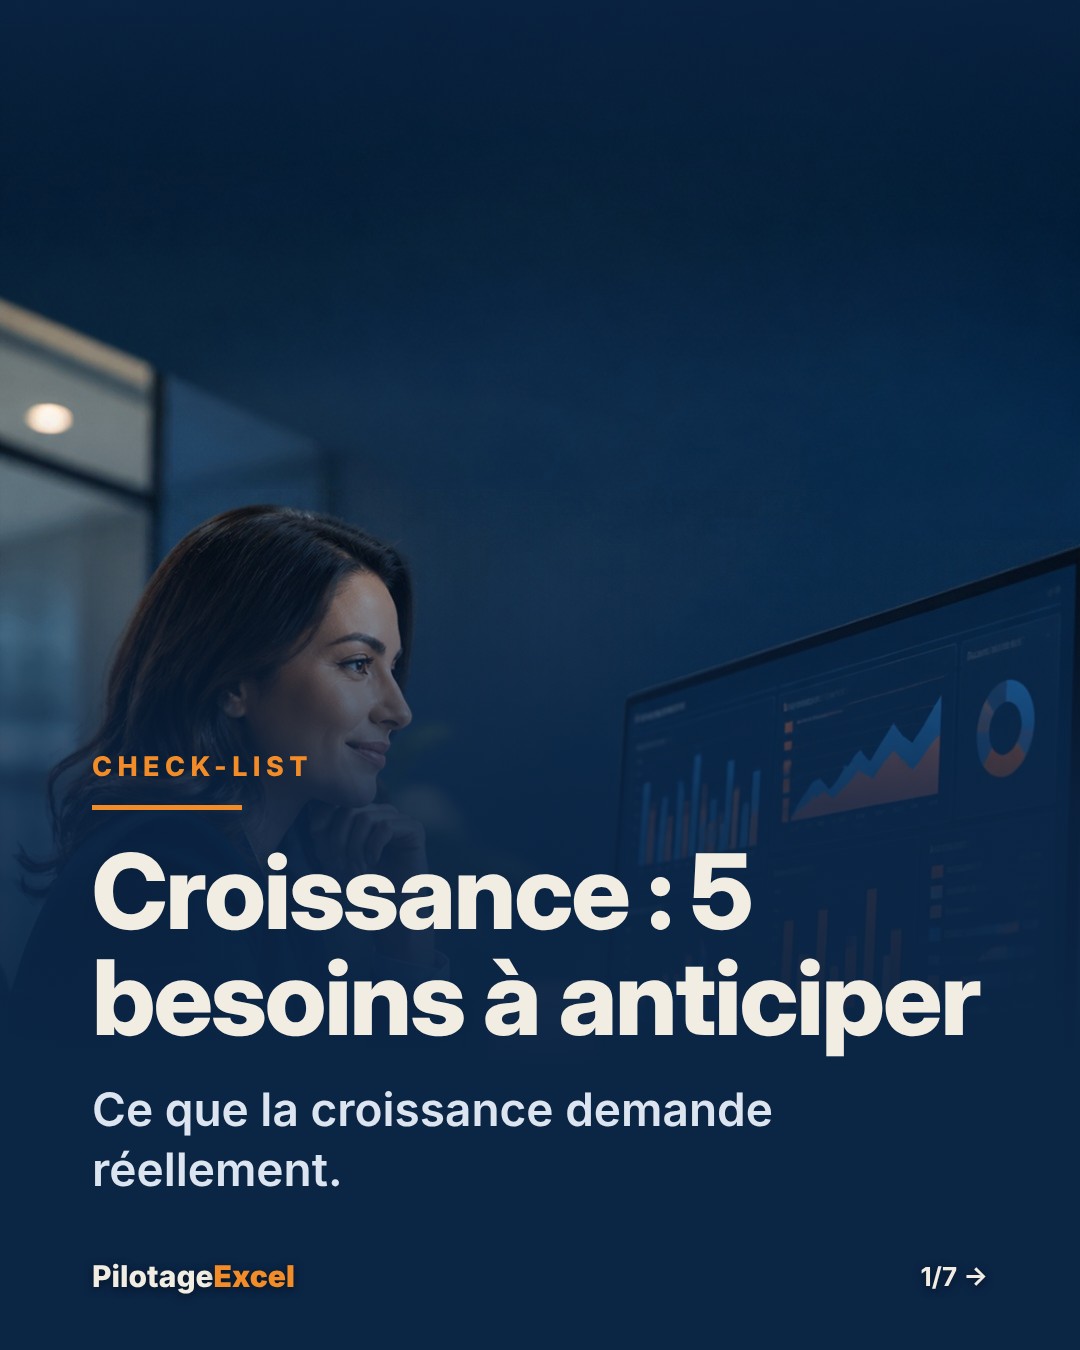 CHECK-LIST
Croissance : 5
besoins à anticiper
Ce que la croissance demande
réellement.
PilotageExcel
1/7 →